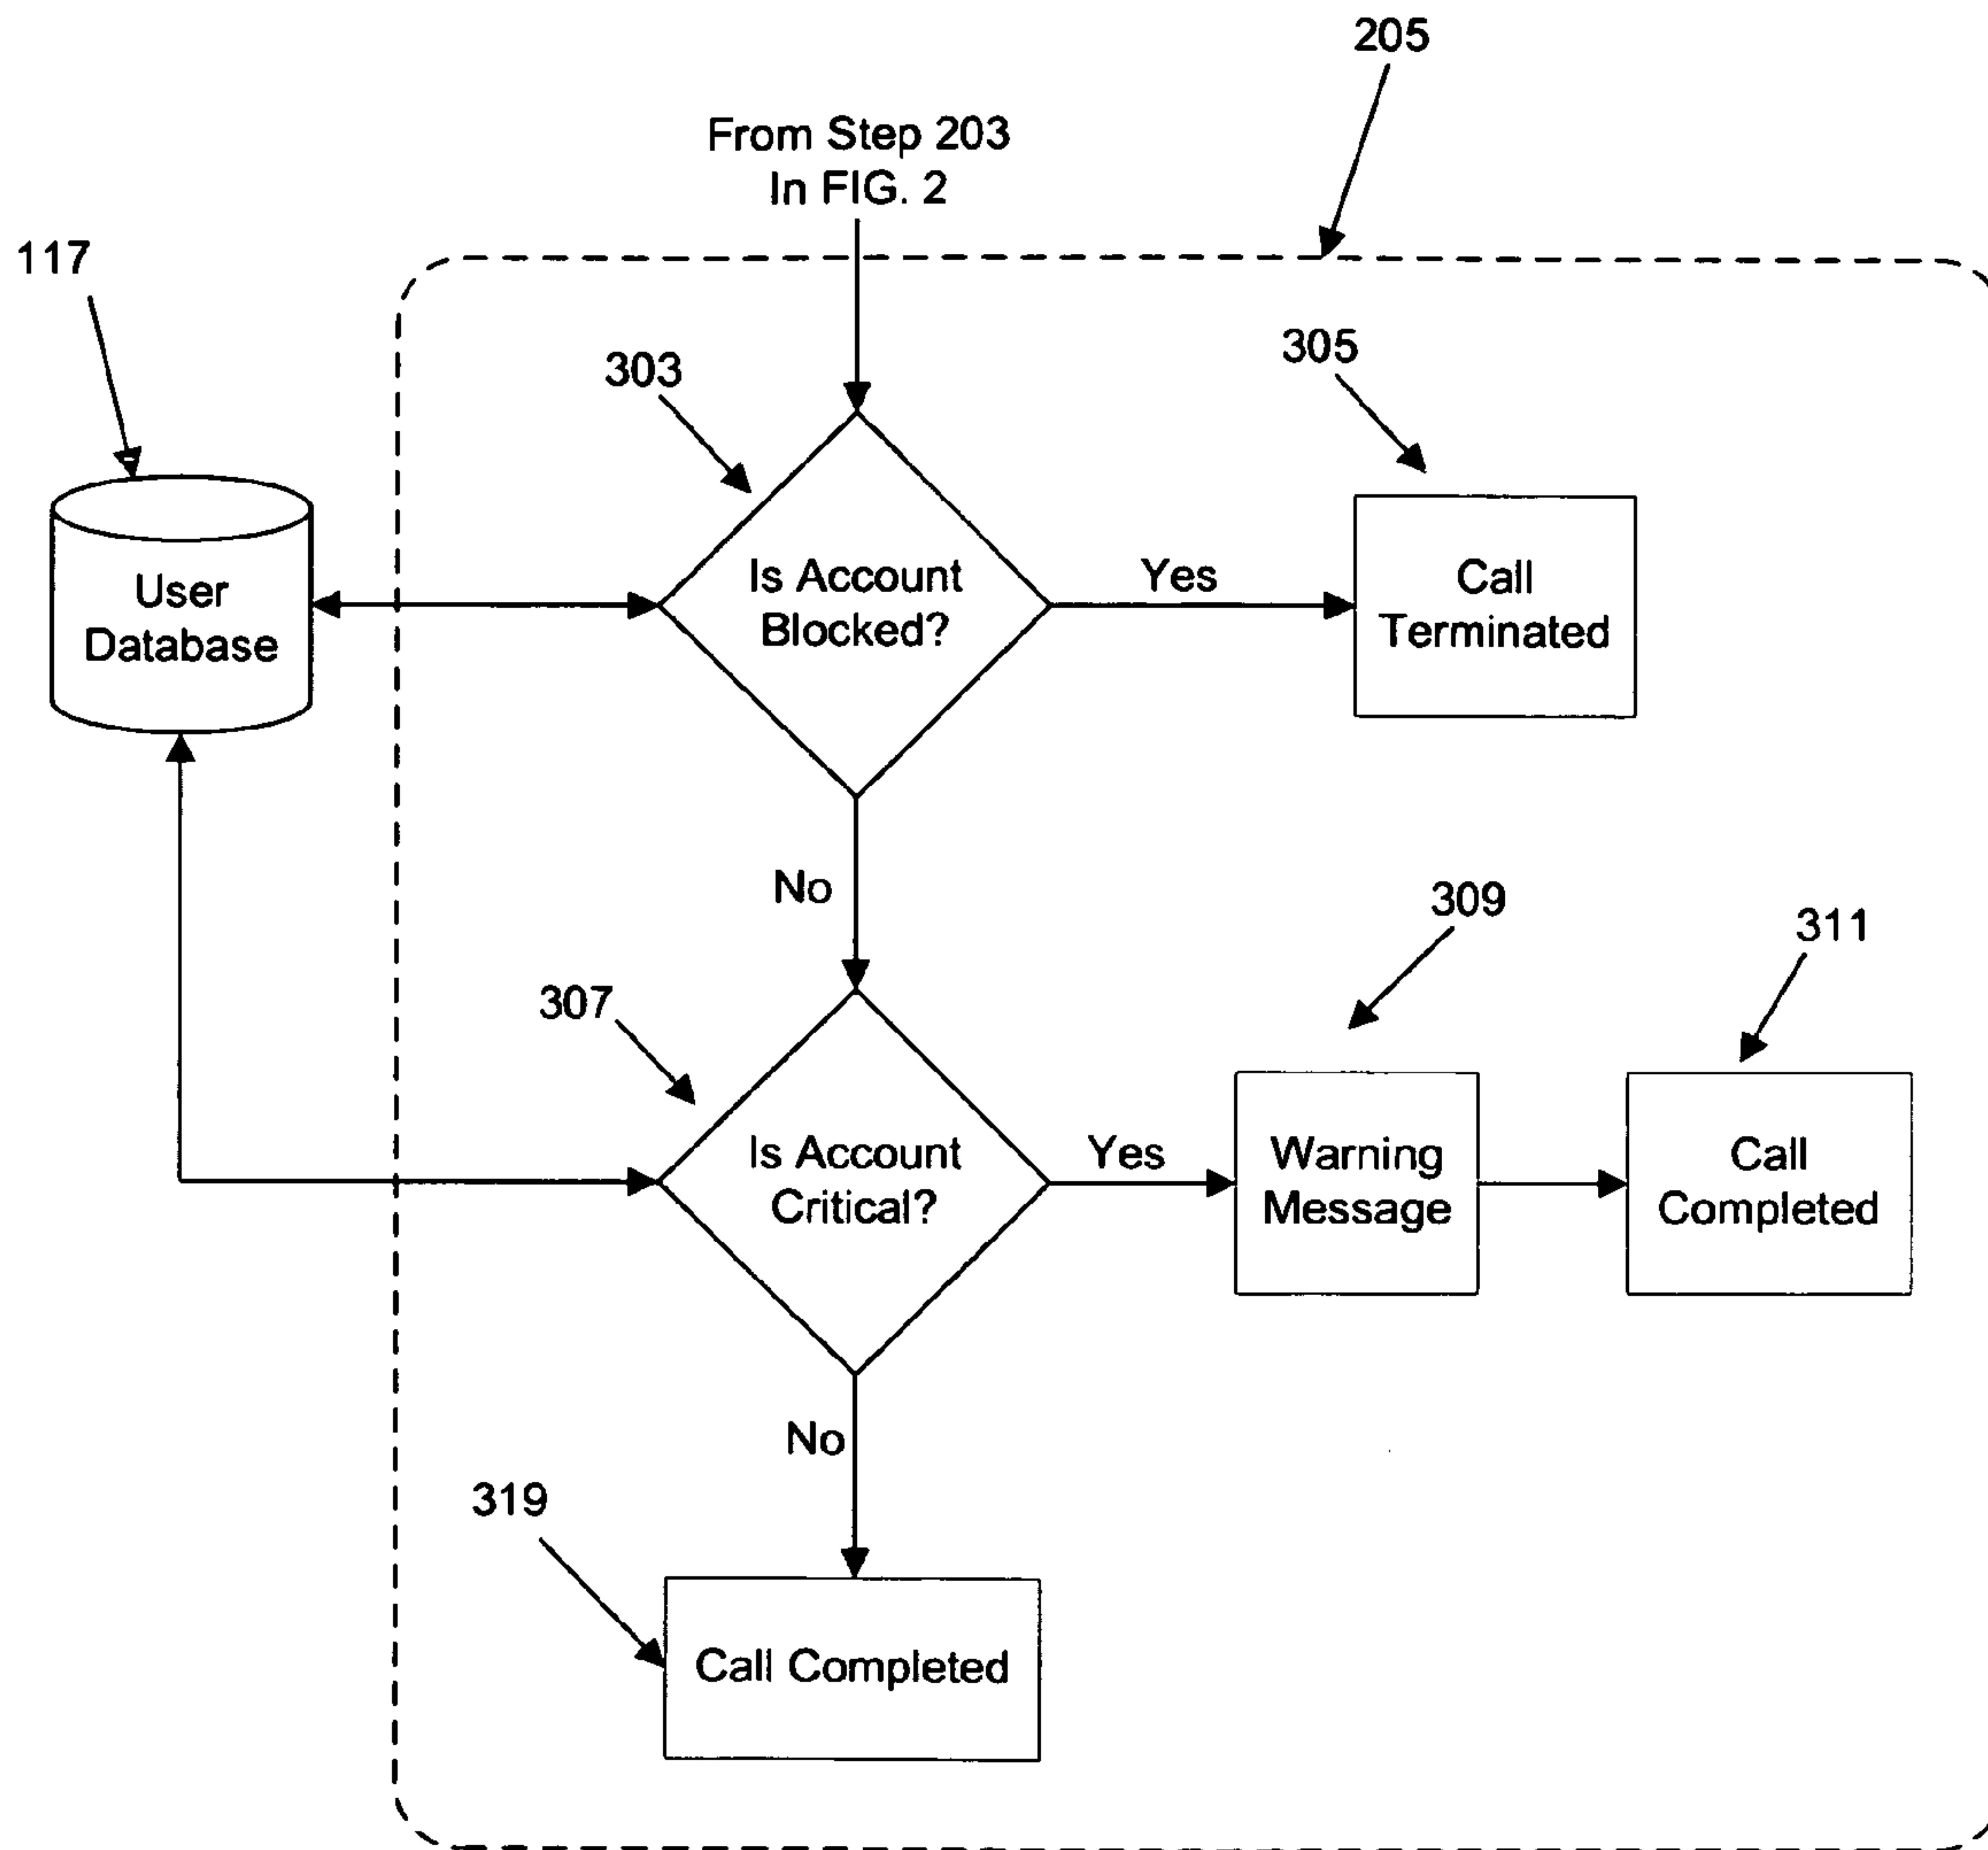 205
From Step 203
In FIG. 2
117
303
305
User
Database
Is Account
Blocked?
Yes
Call
Terminated
No
309
311
307
Is Account
Critical?
Yes
Warning
Message
Call
Completed
No
319
Call Completed